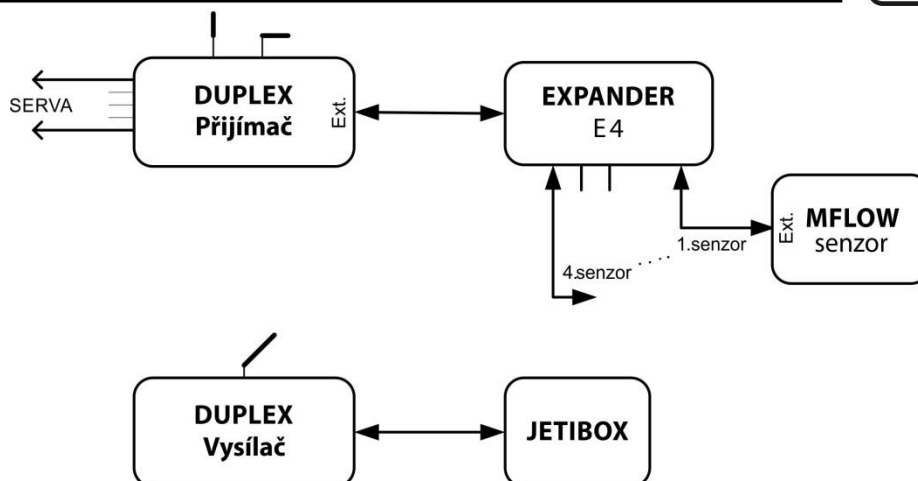 SERVA
DUPLEX
Přijímač
Ext.
EXPANDER
E4
Ext.
MFLOW
senzor
1.senzor
4.senzor
DUPLEX
Vysílač
JETIBOX